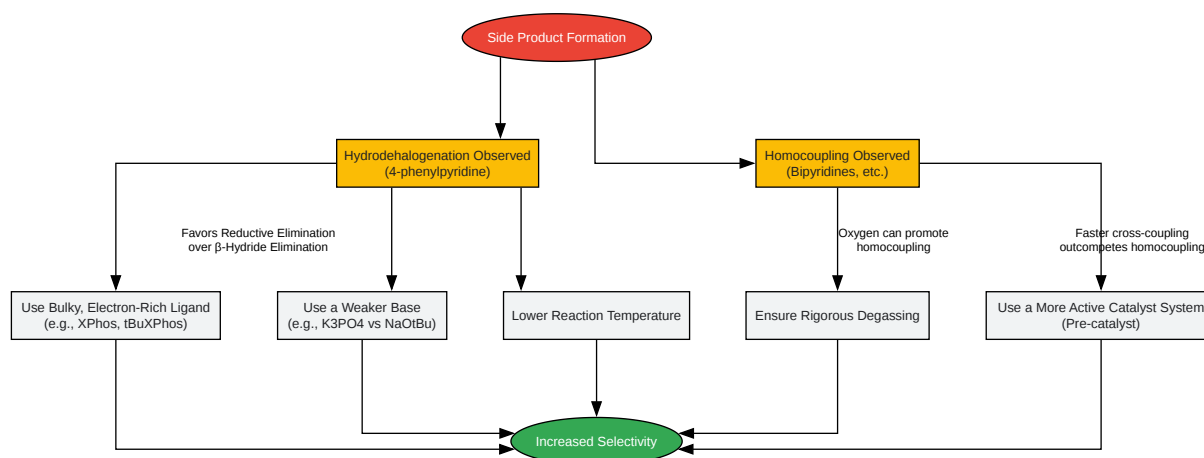 Side Product Formation
Hydrodehalogenation Observed
(4-phenylpyridine)
Homocoupling Observed
(Bipyridines, etc.)
Favors Reductive Elimination
over β-Hydride Elimination
Oxygen can promote
homocoupling
Faster cross-coupling
outcompetes homocoupling
Use Bulky, Electron-Rich Ligand
(e.g., XPhos, tBuXPhos)
Use a Weaker Base
(e.g., K3PO4 vs NaOtBu)
Lower Reaction Temperature
Ensure Rigorous Degassing
Use a More Active Catalyst System
(Pre-catalyst)
Increased Selectivity